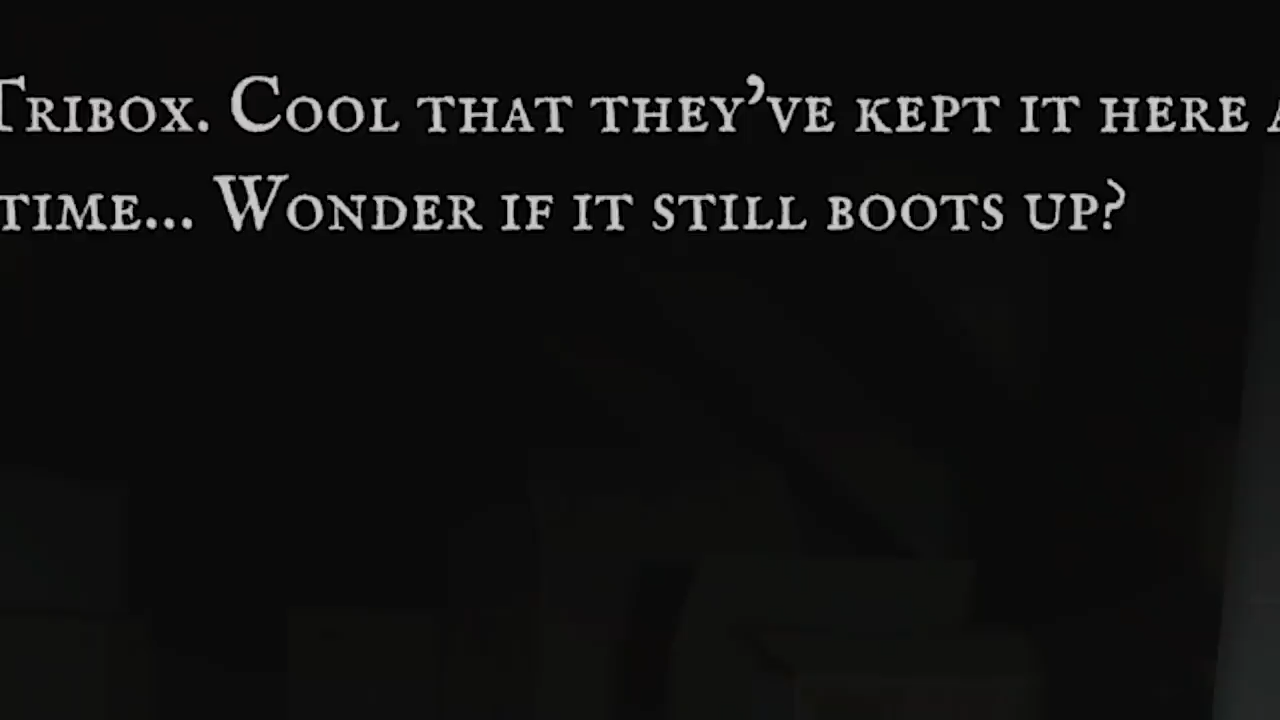 Tribox. Cool that they've kept it here
time... Wonder if it still boots up?